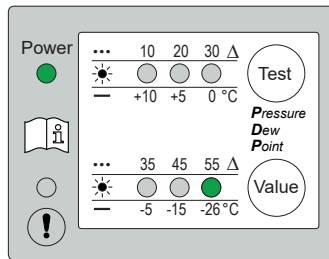 Power
••• 10 20 30 Δ
— +10 +5 0 °C
Test
Pressure
Dew
Point
i
••• 35 45 55 Δ
— -5 -15 -26 °C
Value
!